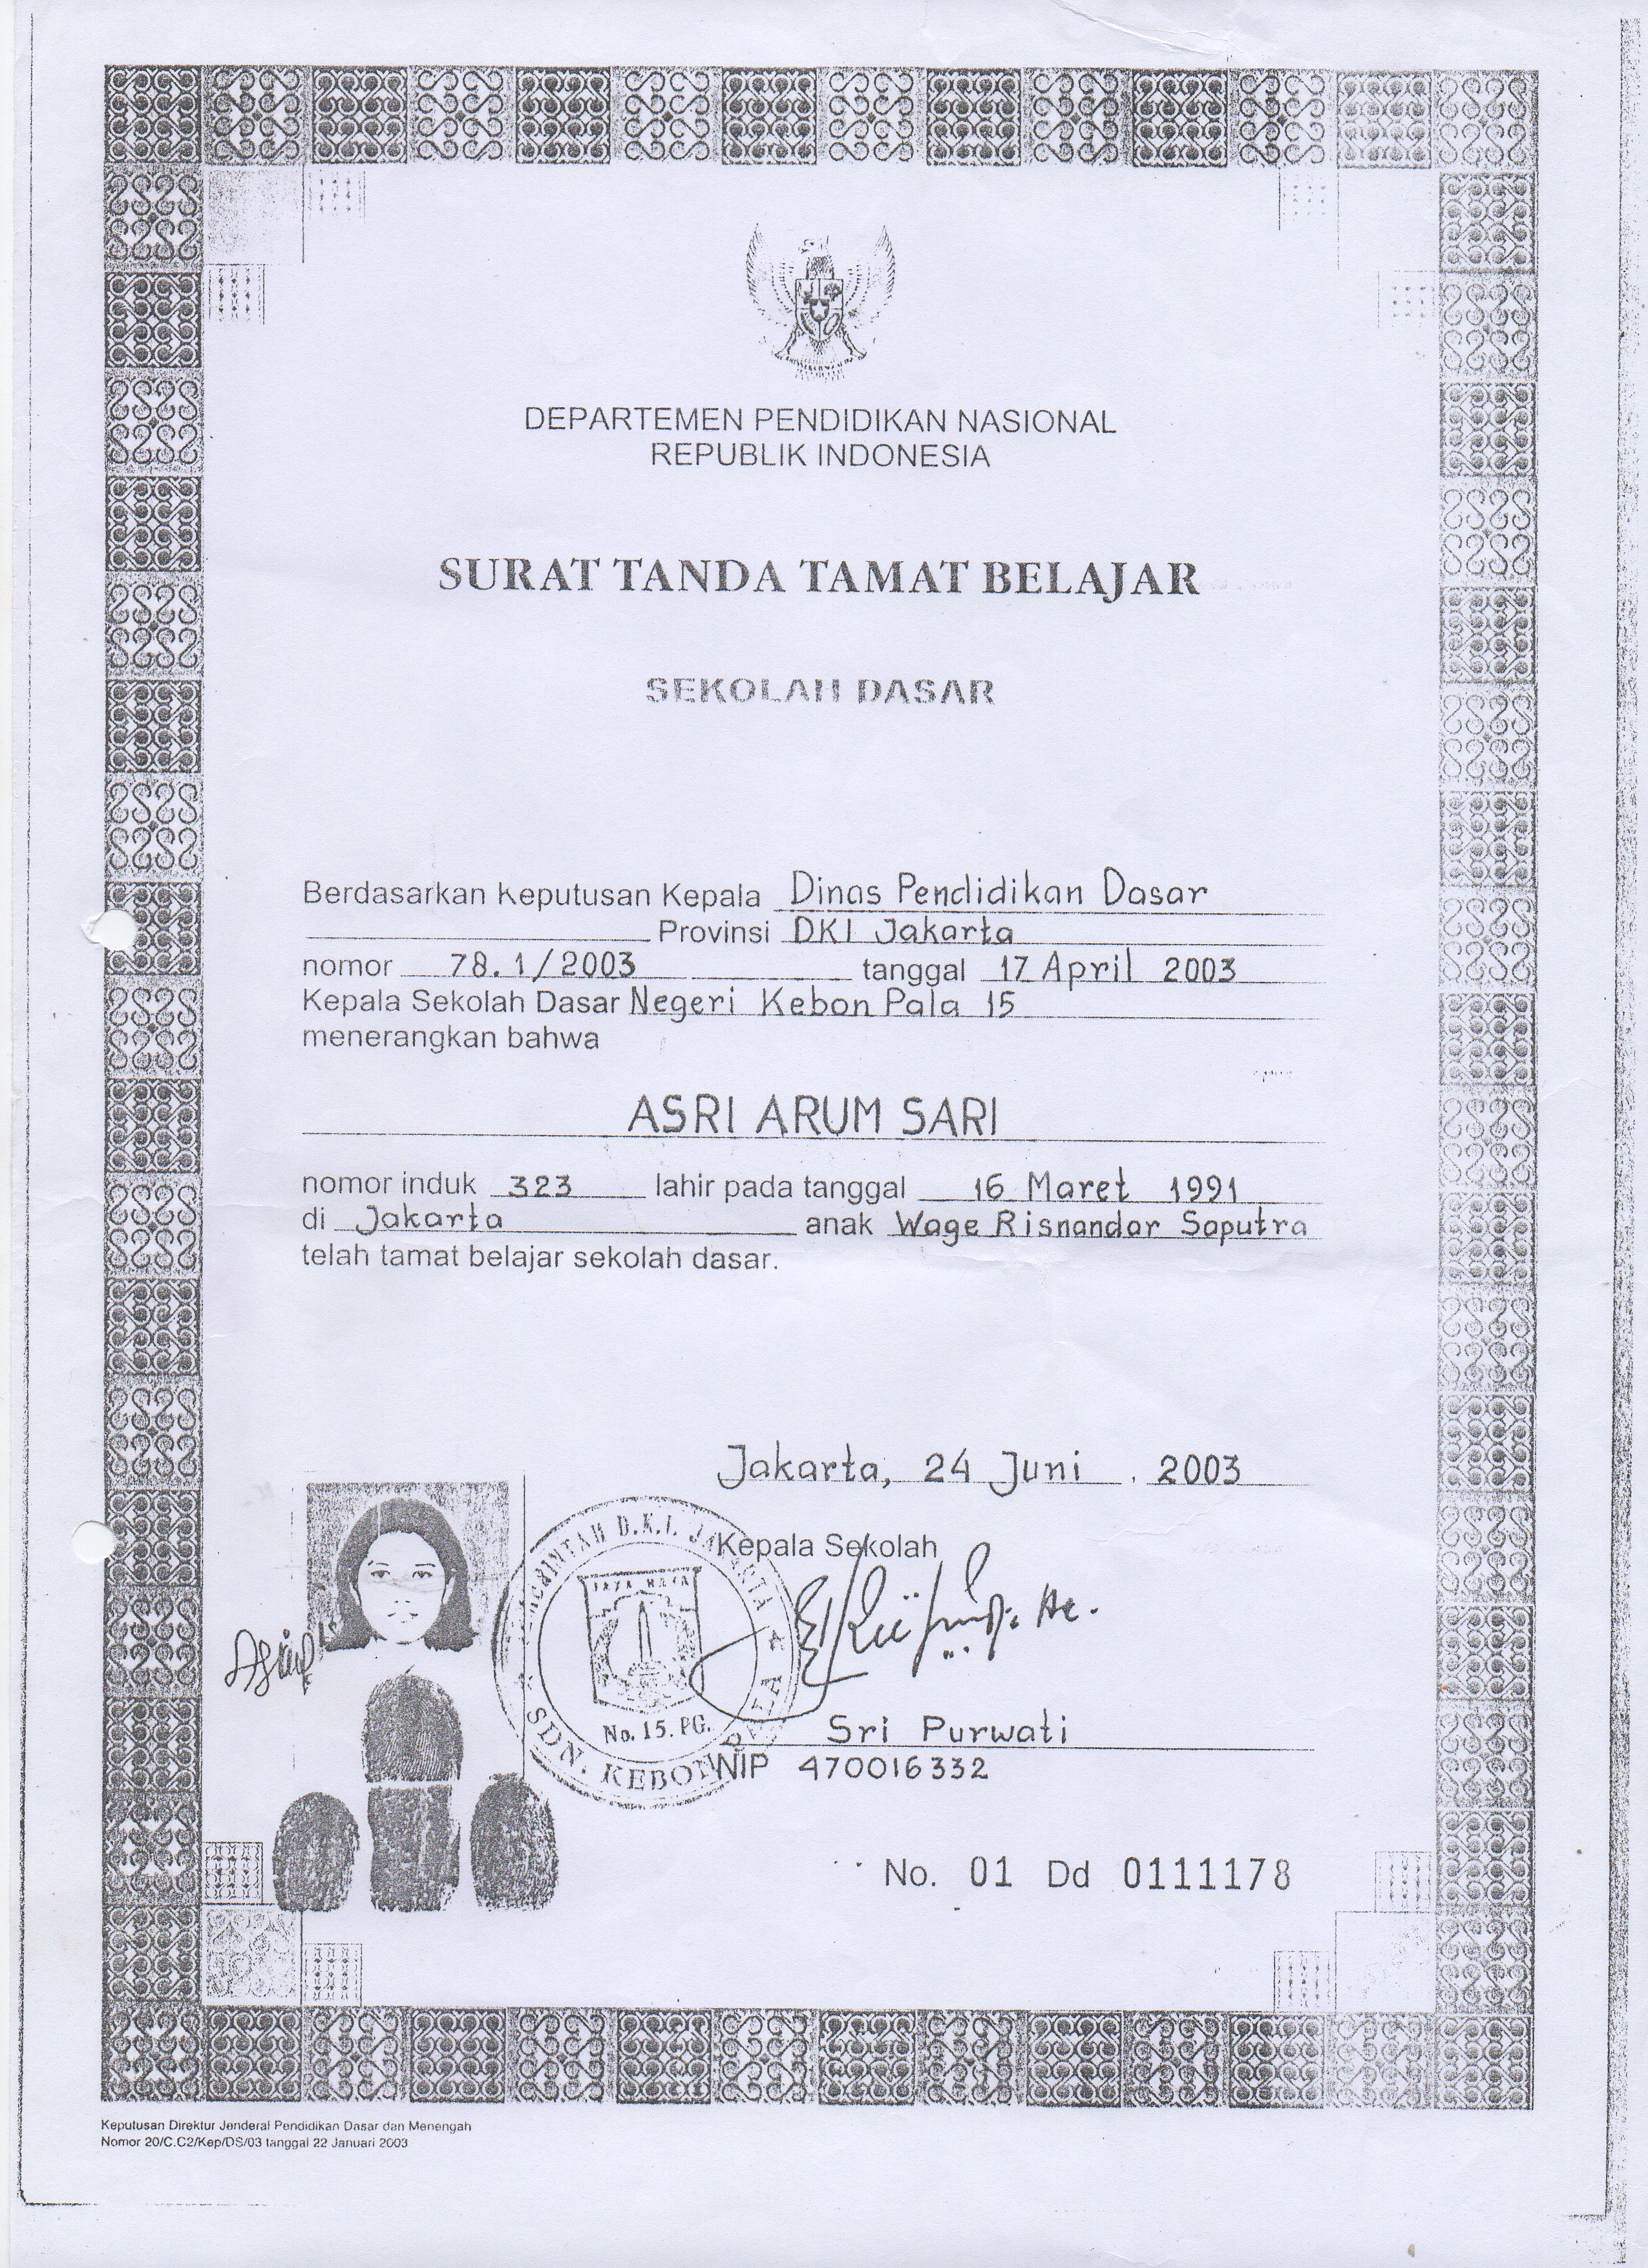 DEPARTEMEN PENDIDIKAN NASIONAL
REPUBLIK INDONESIA
SURAT TANDA TAMAT BELAJAR
SEKOLAH DASAR
Berdasarkan Keputusan Kepala Dinas Pendidikan Dasar
Provinsi DKI Jakarta
nomor 78.1/2003 tanggal 17 April 2003
Kepala Sekolah Dasar Negeri Kebon Pala 15
menerangkan bahwa
ASRI ARUM SARI
nomor induk 323 lahir pada tanggal 16 Maret 1991
di Jakarta anak Wage Risnandar Saputra
telah tamat belajar sekolah dasar.
Jakarta, 24 Juni 2003
Kepala Sekolah
PEMERINTAH D.K.I. JAKARTA
JAYA RAYA
No. 15. PG.
SDN. KEBON PALA
Sri Purwati
NIP 470016332
No. 01 Dd 0111178
Keputusan Direktur Jenderal Pendidikan Dasar dan Menengah
Nomor 20/C.C2/Kep/DS/03 tanggal 22 Januari 2003